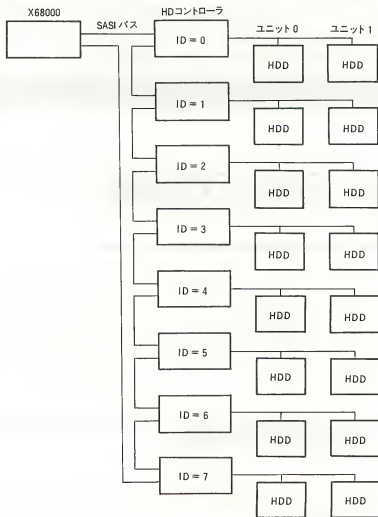 X68000
SASI バス
HDコントローラ
ユニット0
ユニット1
ID = 0
HDD
HDD
ID = 1
HDD
HDD
ID = 2
HDD
HDD
ID = 3
HDD
HDD
ID = 4
HDD
HDD
ID = 5
HDD
HDD
ID = 6
HDD
HDD
ID = 7
HDD
HDD